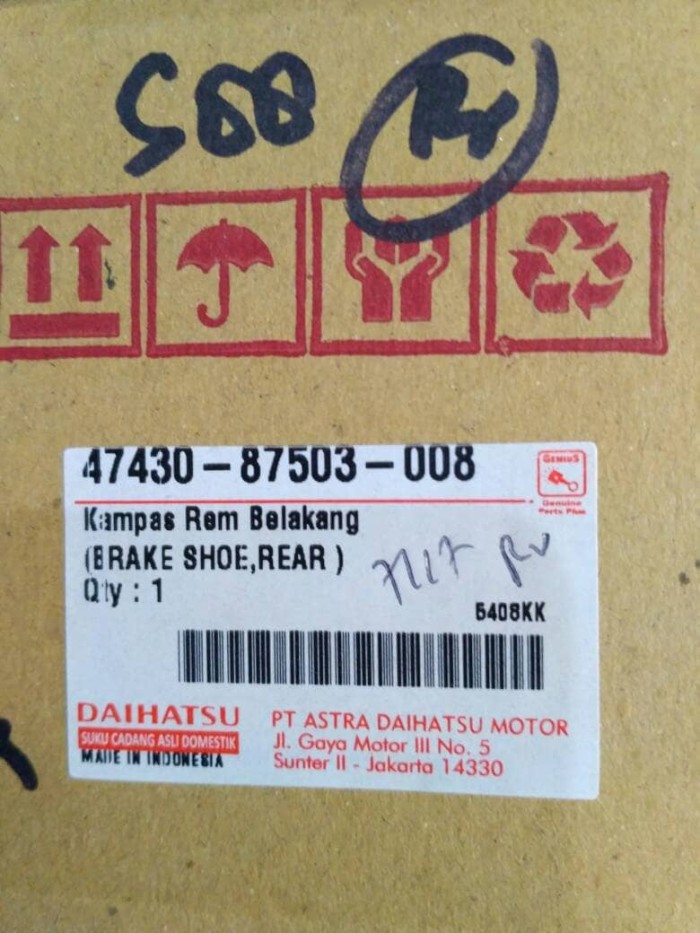 S88
47430-87503-008
GENIUS
Genuine
Parts Plus
Kampas Rem Belakang
(BRAKE SHOE,REAR )
Qty : 1
5408KK
DAIHATSU
SUKU CADANG ASLI DOMESTIK
MADE IN INDONESIA
PT ASTRA DAIHATSU MOTOR
Jl. Gaya Motor III No. 5
Sunter II - Jakarta 14330